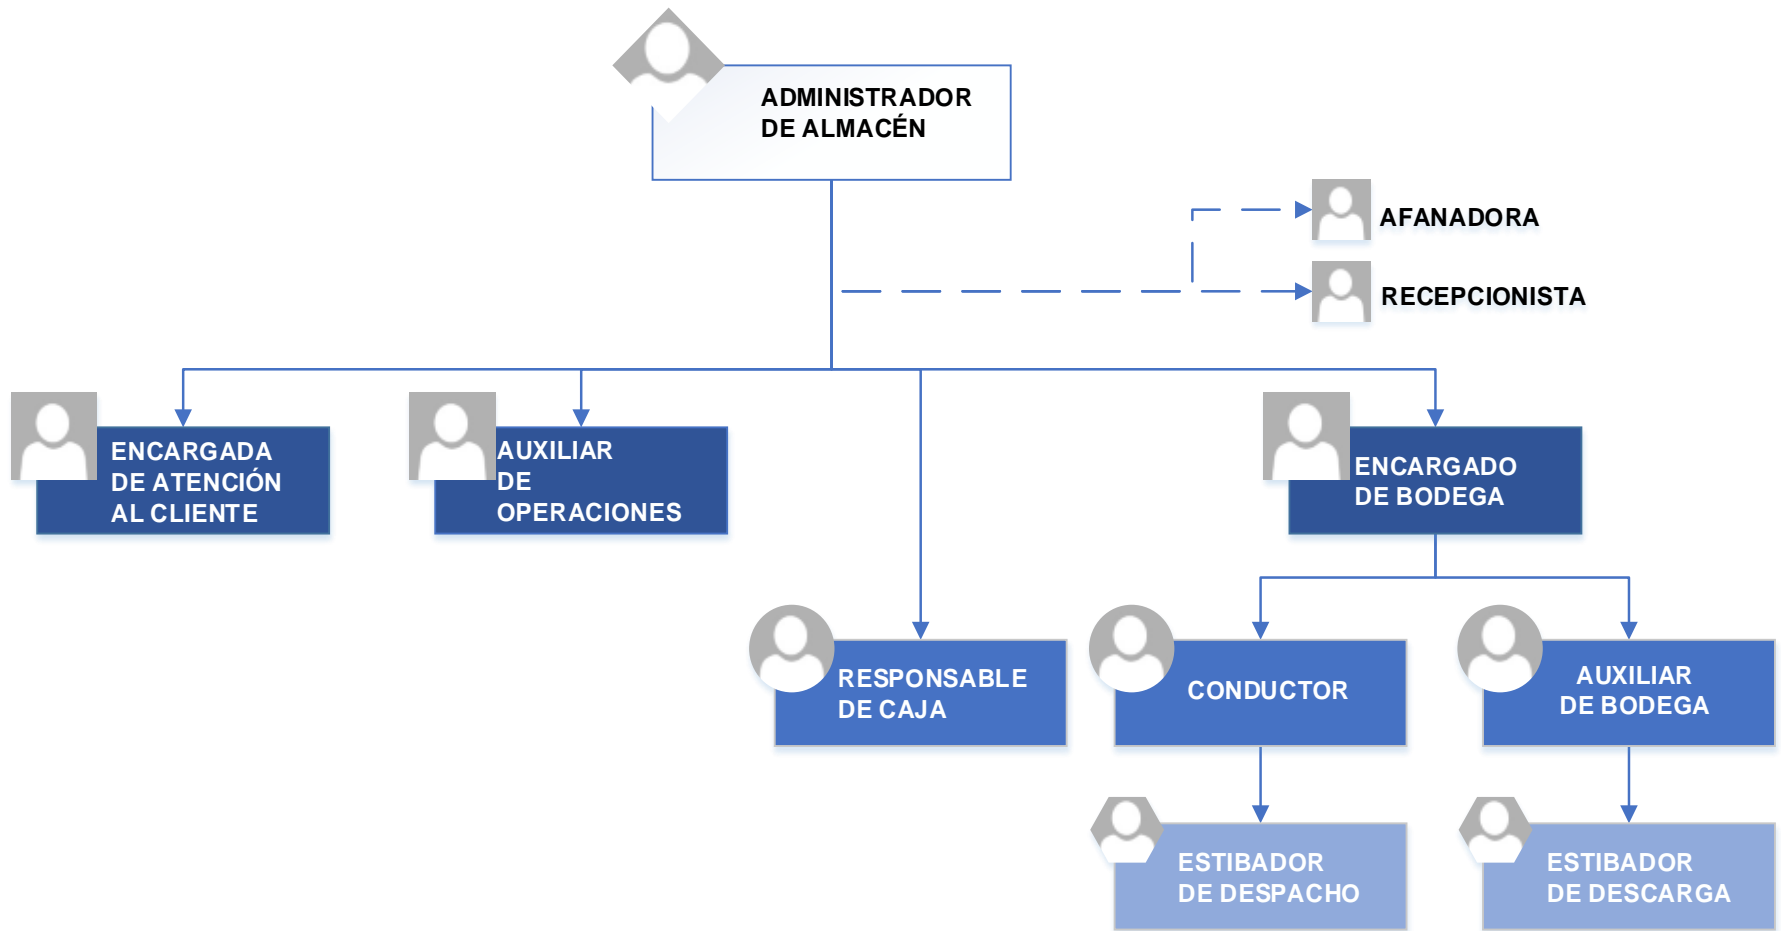 ADMINISTRADOR
DE ALMACÉN
AFANADORA
RECEPCIONISTA
ENCARGADA
DE ATENCIÓN
AL CLIENTE
AUXILIAR
DE
OPERACIONES
ENCARGADO
DE BODEGA
RESPONSABLE
DE CAJA
CONDUCTOR
AUXILIAR
DE BODEGA
ESTIBADOR
DE DESPACHO
ESTIBADOR
DE DESCARGA